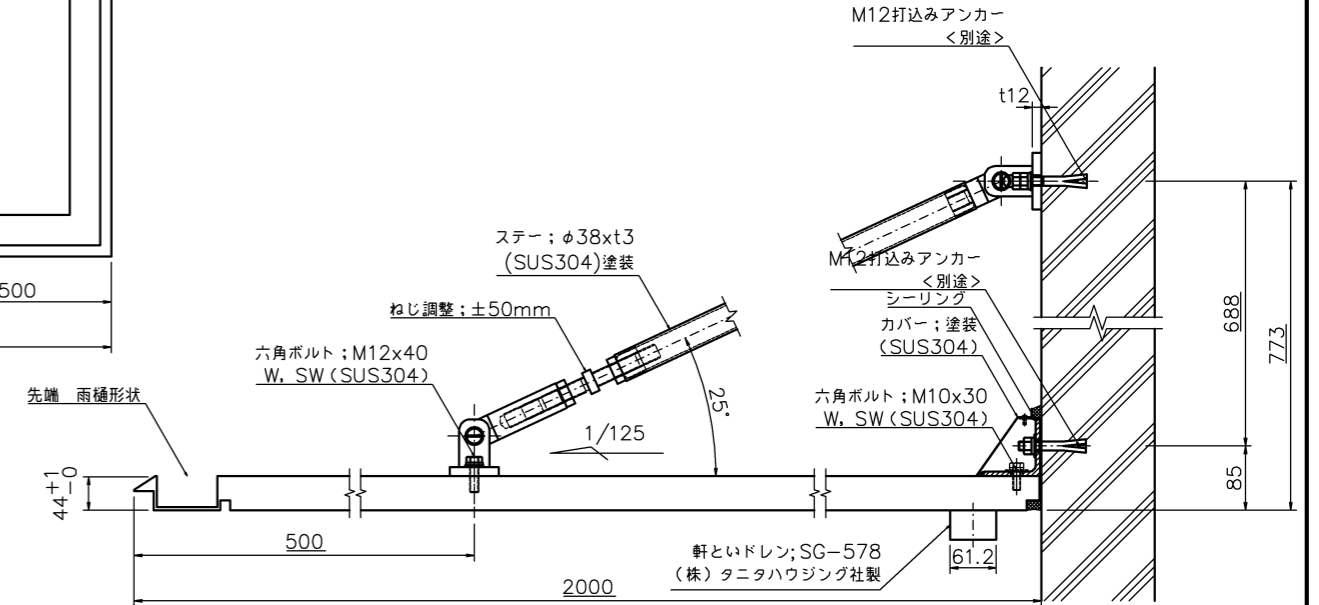 M12打込みアンカー
<別途>
t12
500
ステー；φ38xt3
(SUS304)塗装
M12打込みアンカー
<別途>
シーリング
ねじ調整；±50mm
カバー；塗装
(SUS304)
688
773
六角ボルト；M12x40
W, SW(SUS304)
先端　雨樋形状
六角ボルト；M10x30
W, SW(SUS304)
25°
1/125
44+1-0
85
500
軒といドレン;SG-578
(株)タニタハウジング社製
61.2
2000